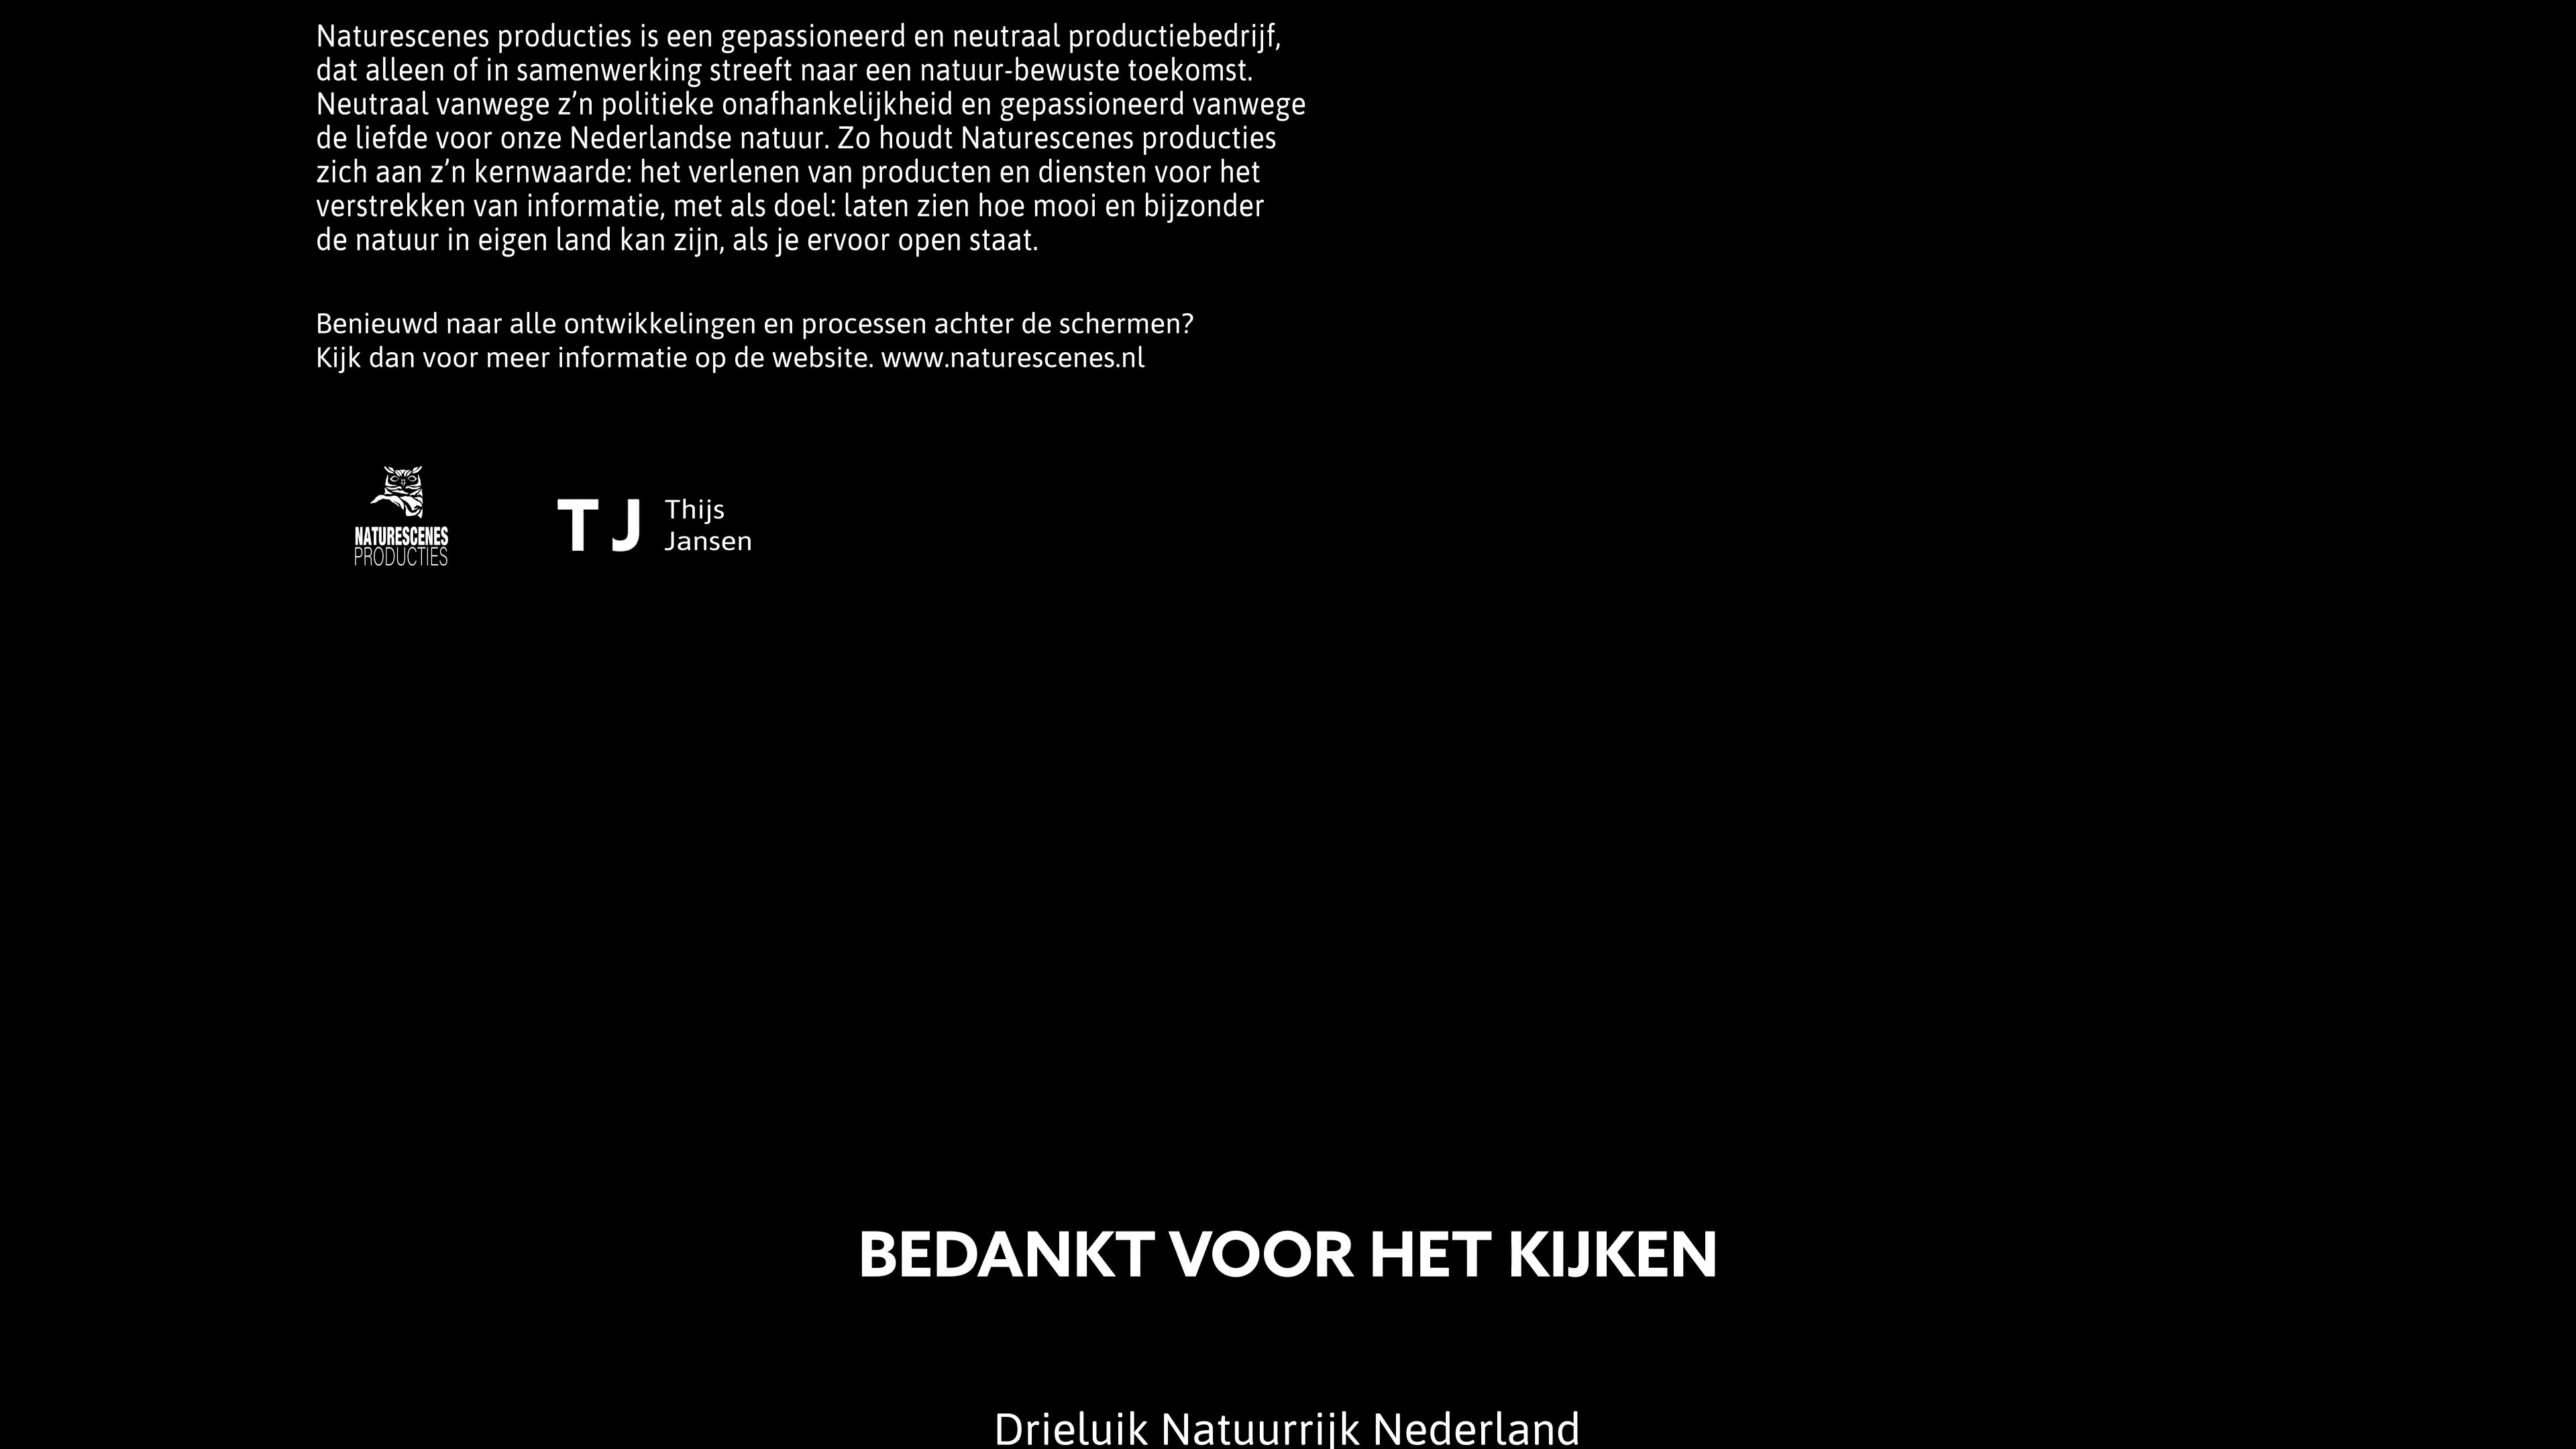 Naturescenes producties is een gepassioneerd en neutraal productiebedrijf,
dat alleen of in samenwerking streeft naar een natuur-bewuste toekomst.
Neutraal vanwege z’n politieke onafhankelijkheid en gepassioneerd vanwege
de liefde voor onze Nederlandse natuur. Zo houdt Naturescenes producties
zich aan z’n kernwaarde: het verlenen van producten en diensten voor het
verstrekken van informatie, met als doel: laten zien hoe mooi en bijzonder
de natuur in eigen land kan zijn, als je ervoor open staat.
Benieuwd naar alle ontwikkelingen en processen achter de schermen?
Kijk dan voor meer informatie op de website. www.naturescenes.nl
NATURESCENES
PRODUCTIES
TJ
Thijs
Jansen
BEDANKT VOOR HET KIJKEN
Drieluik Natuurrijk Nederland